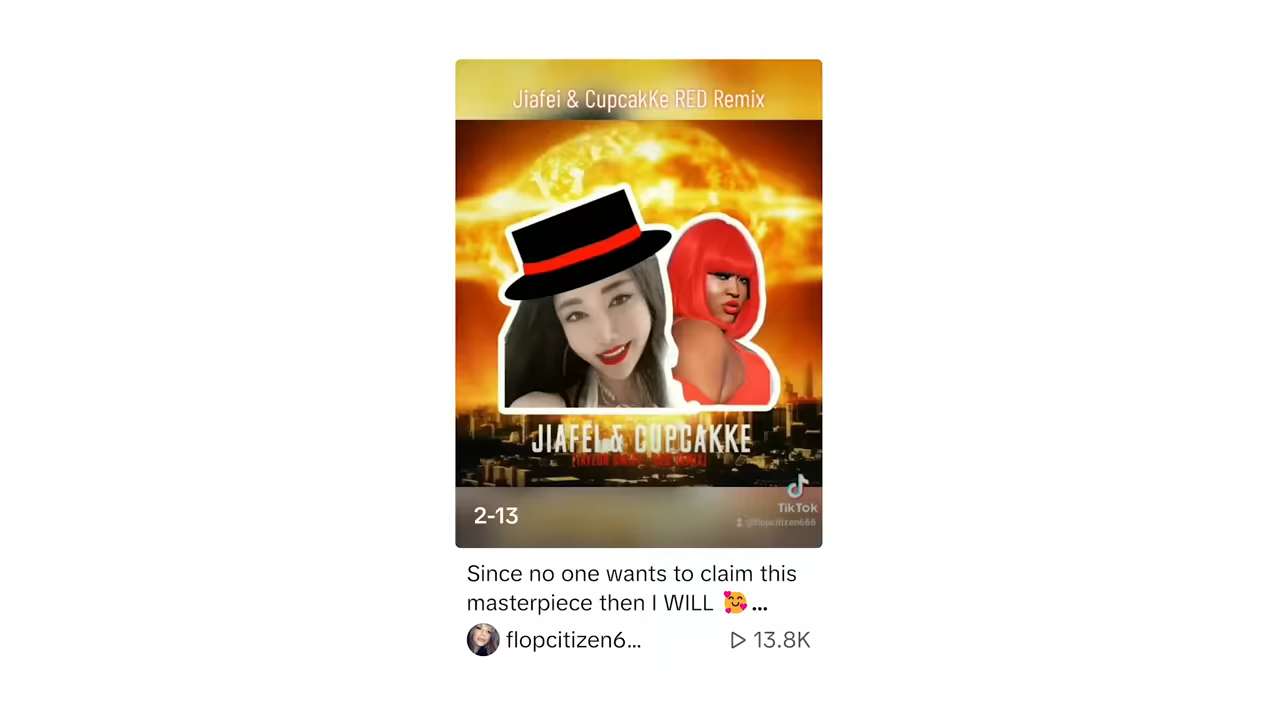 Jiafei & CupcakKe RED Remix
JIAFEI & CUPCAKKE
2-13
TikTok
@flopcitizen666
Since no one wants to claim this
masterpiece then I WILL 🥰...
flopcitizen6...
13.8K